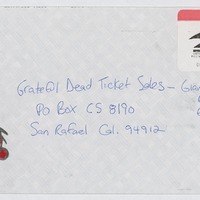 Grateful Dead Ticket Sales -
PO Box CS 8190
San Rafael Cal. 94912